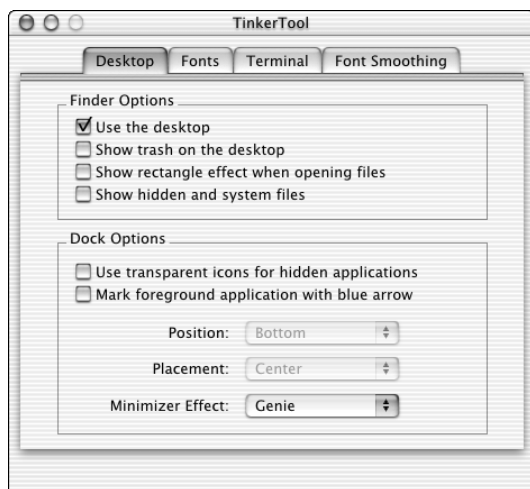 TinkerTool
Desktop Fonts Terminal Font Smoothing
Finder Options
Use the desktop
Show trash on the desktop
Show rectangle effect when opening files
Show hidden and system files
Dock Options
Use transparent icons for hidden applications
Mark foreground application with blue arrow
Position: Bottom
Placement: Center
Minimizer Effect: Genie